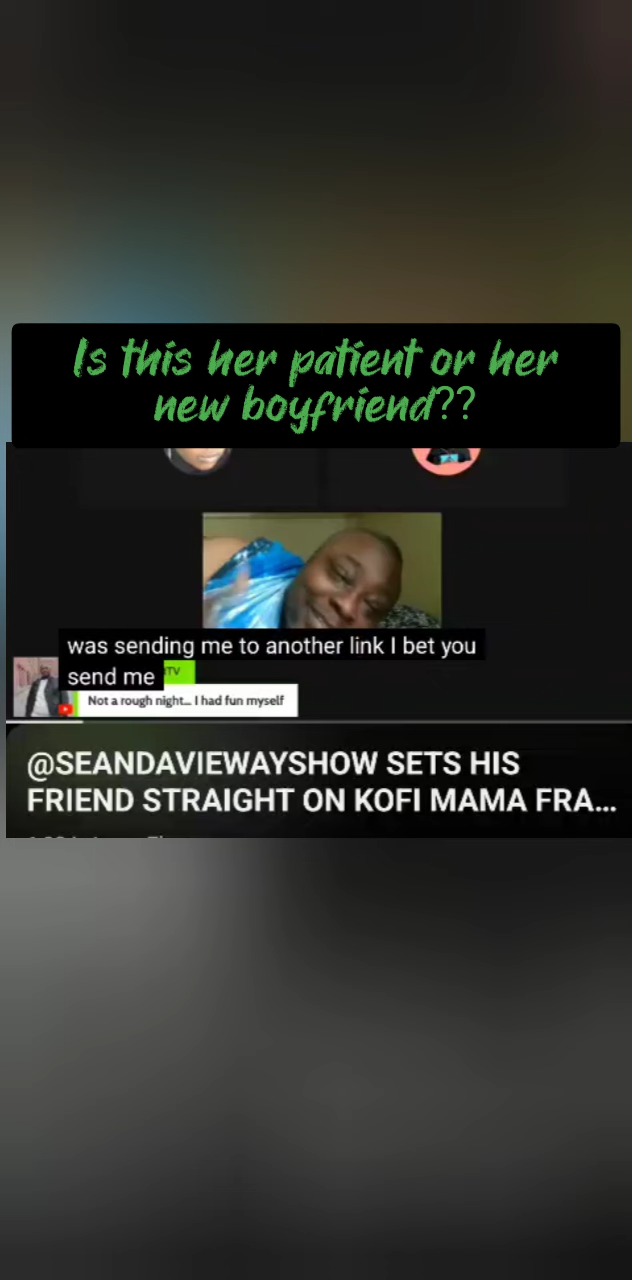 Is this her patient or her
new boyfriend??
was sending me to another link I bet you
send me
TV
Not a rough night... I had fun myself
@SEANDAVIEWAYSHOW SETS HIS
FRIEND STRAIGHT ON KOFI MAMA FRA...